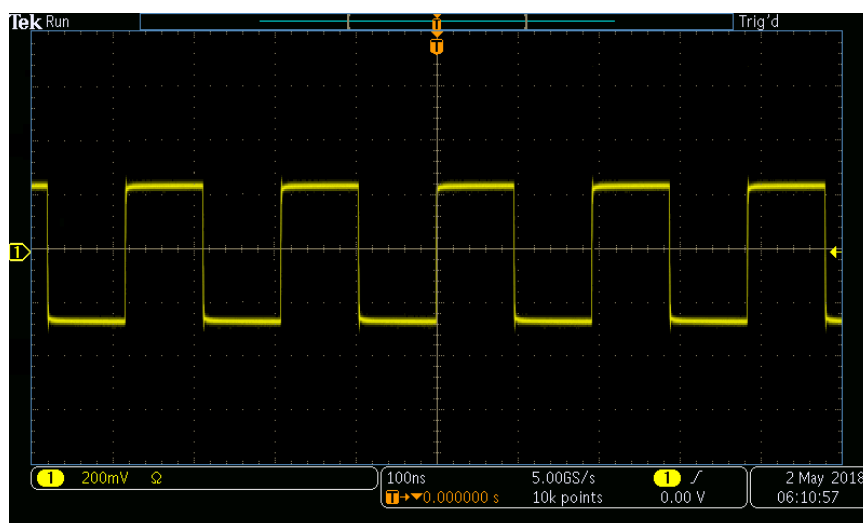 Tek Run Trig'd
T
T
1
1 200mV Ω
100ns 5.00GS/s 1 /
T→▼0.000000 s 10k points 0.00 V
2 May 2018
06:10:57